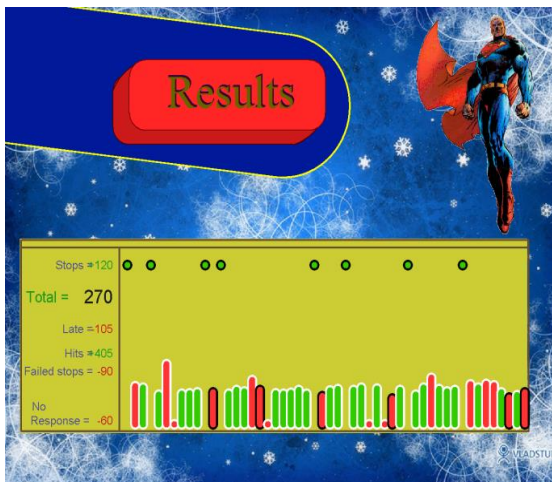 Results
Stops =+120
Total = 270
Late =-105
Hits =+405
Failed stops = -90
No
Response = -60